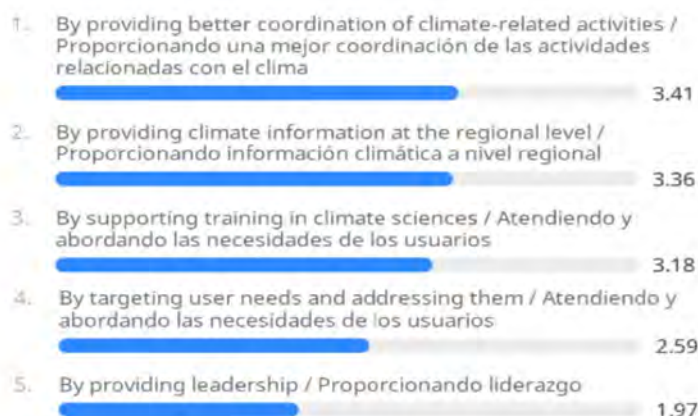 1. By providing better coordination of climate-related activities /
Proporcionando una mejor coordinación de las actividades
relacionadas con el clima
3.41
2. By providing climate information at the regional level /
Proporcionando información climática a nivel regional
3.36
3. By supporting training in climate sciences / Atendiendo y
abordando las necesidades de los usuarios
3.18
4. By targeting user needs and addressing them / Atendiendo y
abordando las necesidades de los usuarios
2.59
5. By providing leadership / Proporcionando liderazgo
1.97